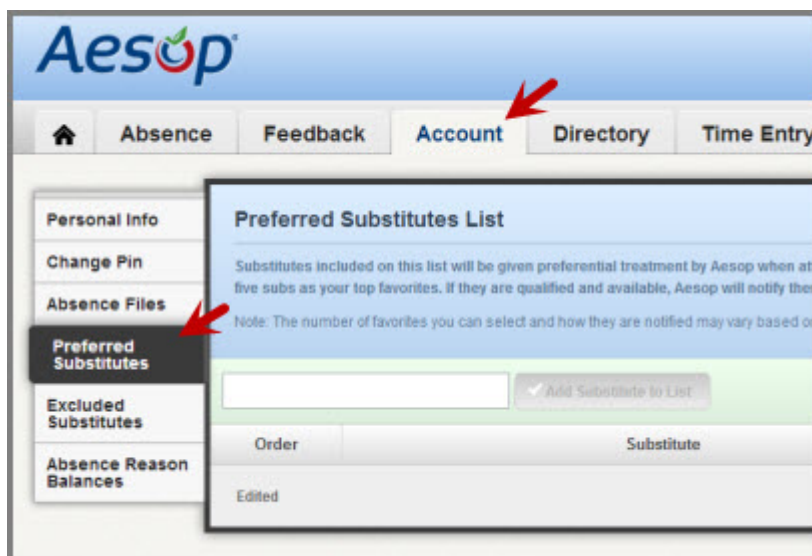 Aesop
Absence Feedback Account Directory Time Entry
Personal Info
Change Pin
Absence Files
Preferred
Substitutes
Excluded
Substitutes
Absence Reason
Balances
Preferred Substitutes List
Substitutes included on this list will be given preferential treatment by Aesop when at
five subs as your top favorites. If they are qualified and available, Aesop will notify the
Note: The number of favorites you can select and how they are notified may vary based o
Add Substitute to List
Order Substitute
Edited